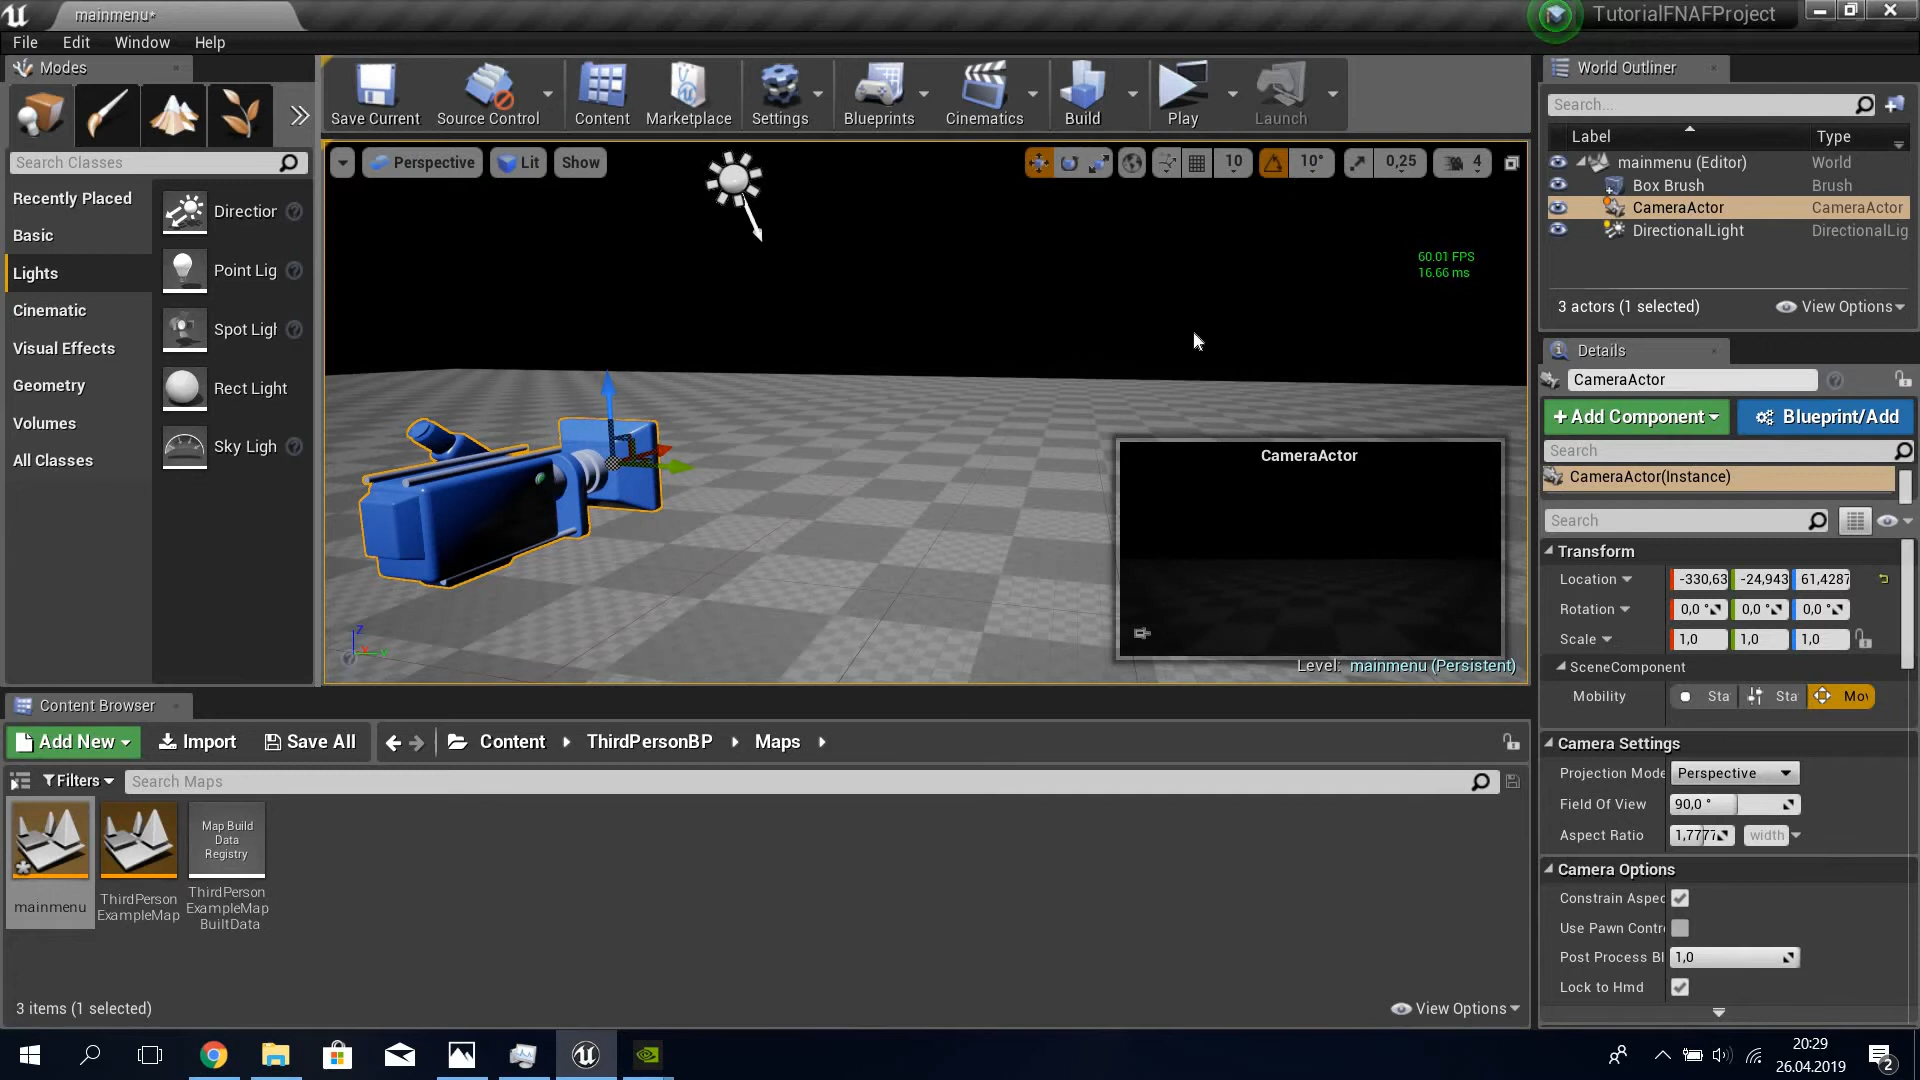 mainmenu*
TutorialFNAFProject
File Edit Window Help
Modes
Search Classes
Recently Placed
Basic
Lights
Cinematic
Visual Effects
Geometry
Volumes
All Classes
Direction
Point Lig
Spot Ligh
Rect Light
Sky Ligh
Save Current
Source Control
Content
Marketplace
Settings
Blueprints
Cinematics
Build
Play
Launch
Perspective
Lit
Show
10
10°
0,25
4
60.01 FPS
16.66 ms
CameraActor
Level: mainmenu (Persistent)
World Outliner
Search...
Label Type
mainmenu (Editor) World
Box Brush Brush
CameraActor CameraActor
DirectionalLight DirectionalLig
3 actors (1 selected)
View Options
Details
CameraActor
+ Add Component
Blueprint/Add
Search
CameraActor(Instance)
Search
Transform
Location -330,63 -24,943 61,4287
Rotation 0,0 ° 0,0 ° 0,0 °
Scale 1,0 1,0 1,0
SceneComponent
Mobility Sta Sta Mov
Camera Settings
Projection Mode Perspective
Field Of View 90,0 °
Aspect Ratio 1,7777 width
Camera Options
Constrain Aspec
Use Pawn Contr
Post Process Bl 1,0
Lock to Hmd
Content Browser
Add New
Import
Save All
Content
ThirdPersonBP
Maps
Filters
Search Maps
mainmenu
ThirdPerson
ExampleMap
Map Build
Data
Registry
ThirdPerson
ExampleMap
BuiltData
3 items (1 selected)
View Options
20:29
26.04.2019
2